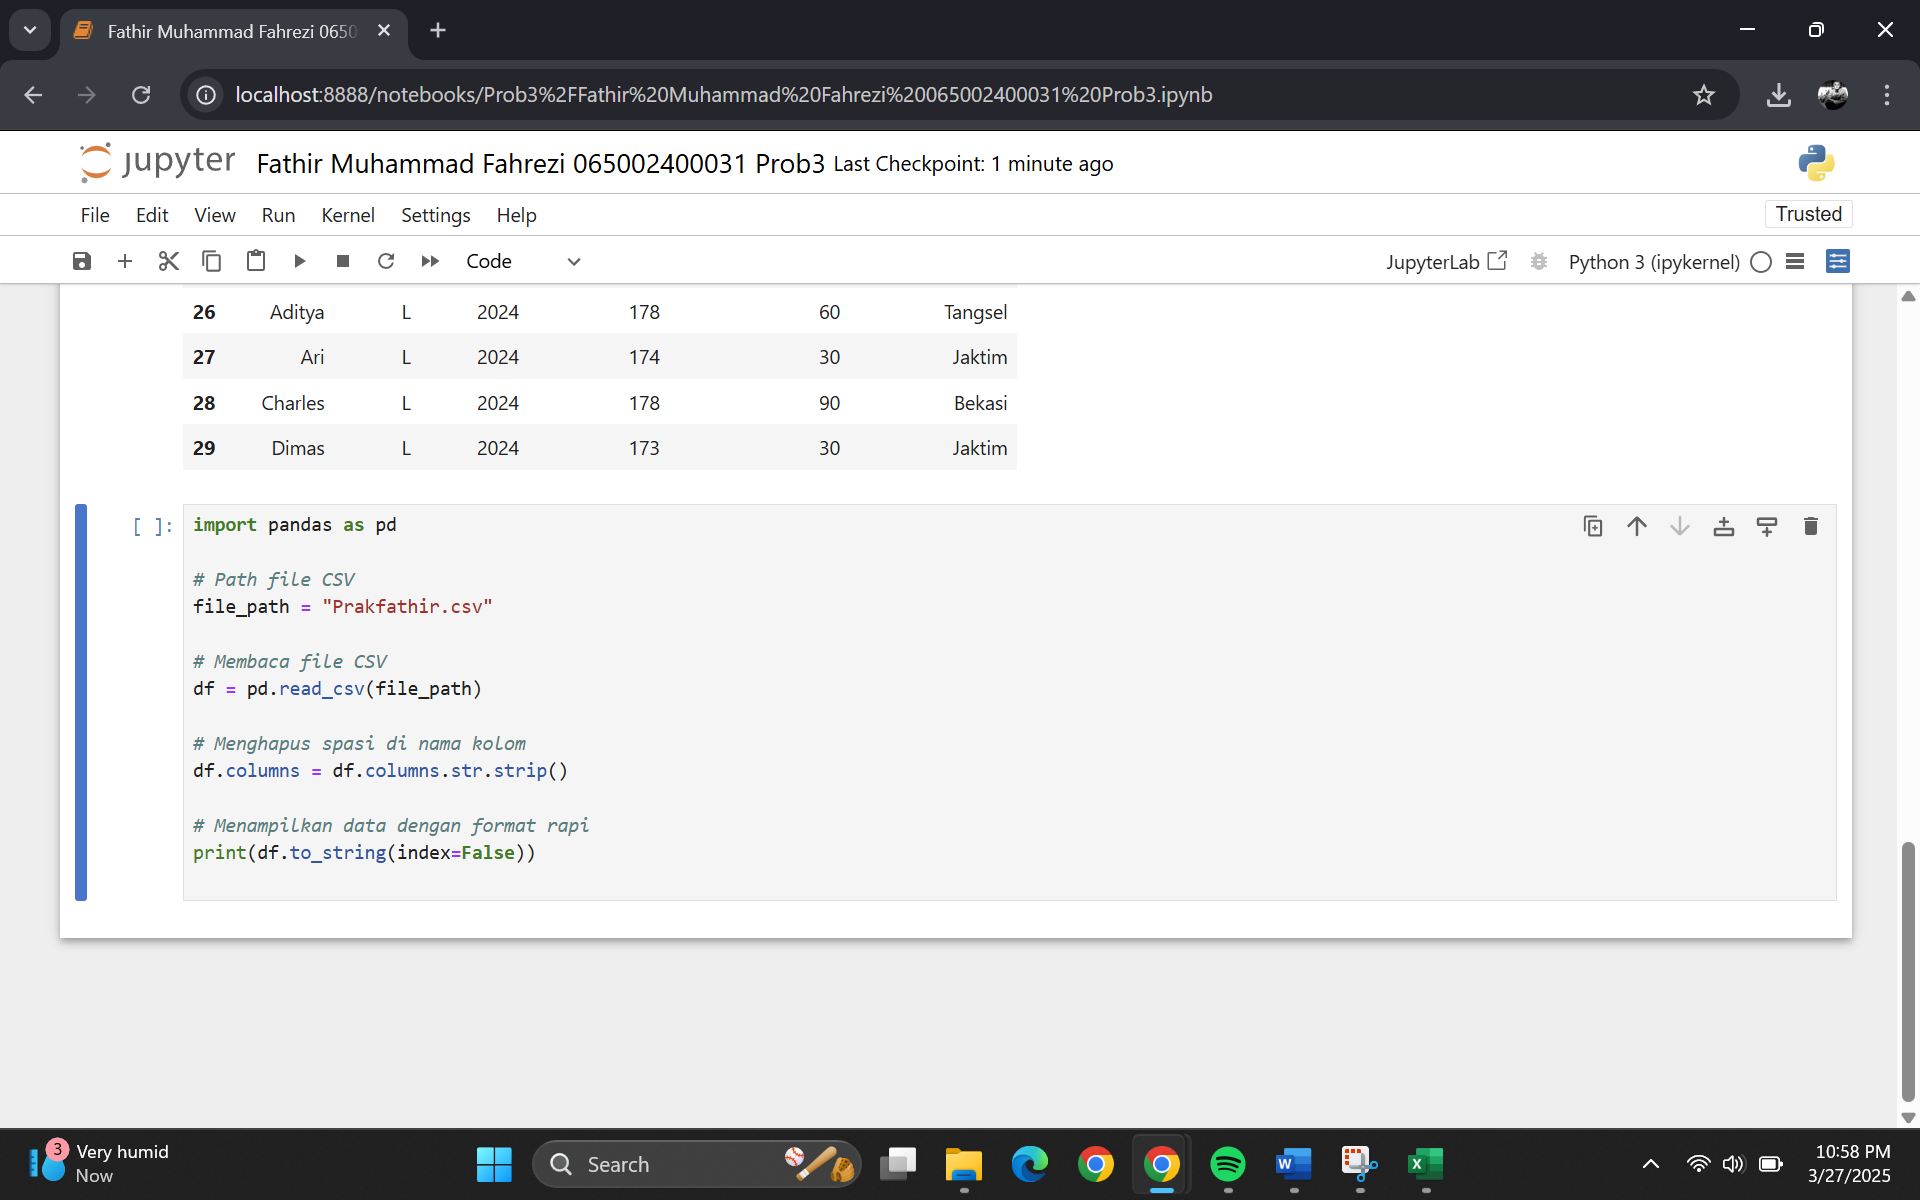 Fathir Muhammad Fahrezi 0650
localhost:8888/notebooks/Prob3%2FFathir%20Muhammad%20Fahrezi%20065002400031%20Prob3.ipynb
jupyter Fathir Muhammad Fahrezi 065002400031 Prob3 Last Checkpoint: 1 minute ago
File Edit View Run Kernel Settings Help Trusted
Code JupyterLab Python 3 (ipykernel)
26 Aditya L 2024 178 60 Tangsel
27 Ari L 2024 174 30 Jaktim
28 Charles L 2024 178 90 Bekasi
29 Dimas L 2024 173 30 Jaktim
[ ]: import pandas as pd
# Path file CSV
file_path = "Prakfathir.csv"
# Membaca file CSV
df = pd.read_csv(file_path)
# Menghapus spasi di nama kolom
df.columns = df.columns.str.strip()
# Menampilkan data dengan format rapi
print(df.to_string(index=False))
3 Very humid
Now
Search
10:58 PM
3/27/2025